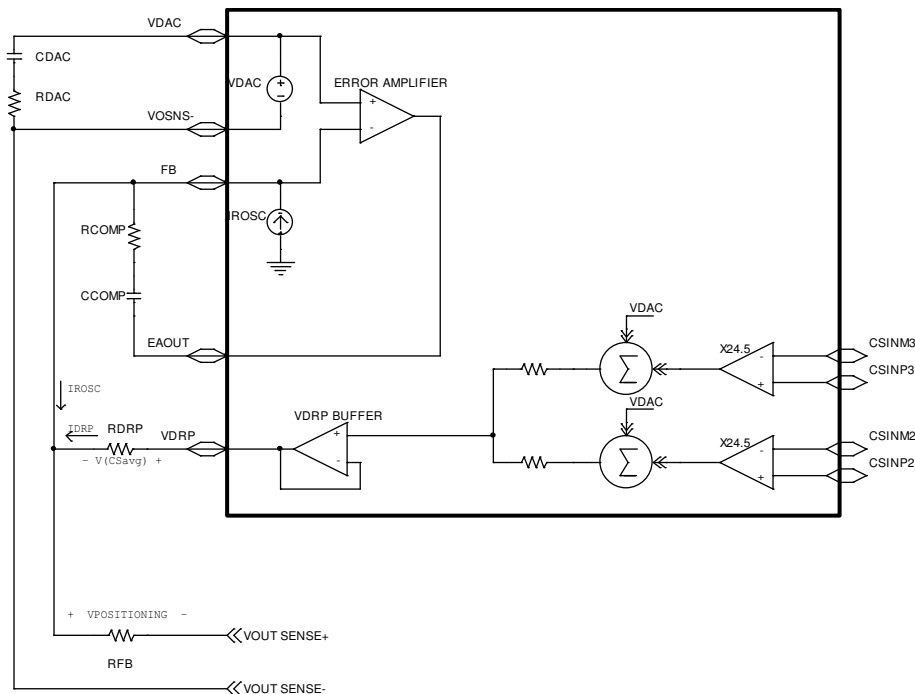 VDAC
CDAC
RDAC
VDAC
+
-
ERROR AMPLIFIER
+
-
VOSNS-
FB
IROSC
RCOMP
CCOMP
EAOUT
VDAC
X24.5
-
+
CSINM3
CSINP3
Σ
IROSC
IDRP
RDRP
VDRP
- V(CSavg) +
VDRP BUFFER
+
-
VDAC
X24.5
-
+
CSINM2
CSINP2
Σ
+ VPOSITIONING -
RFB
VOUT SENSE+
VOUT SENSE-